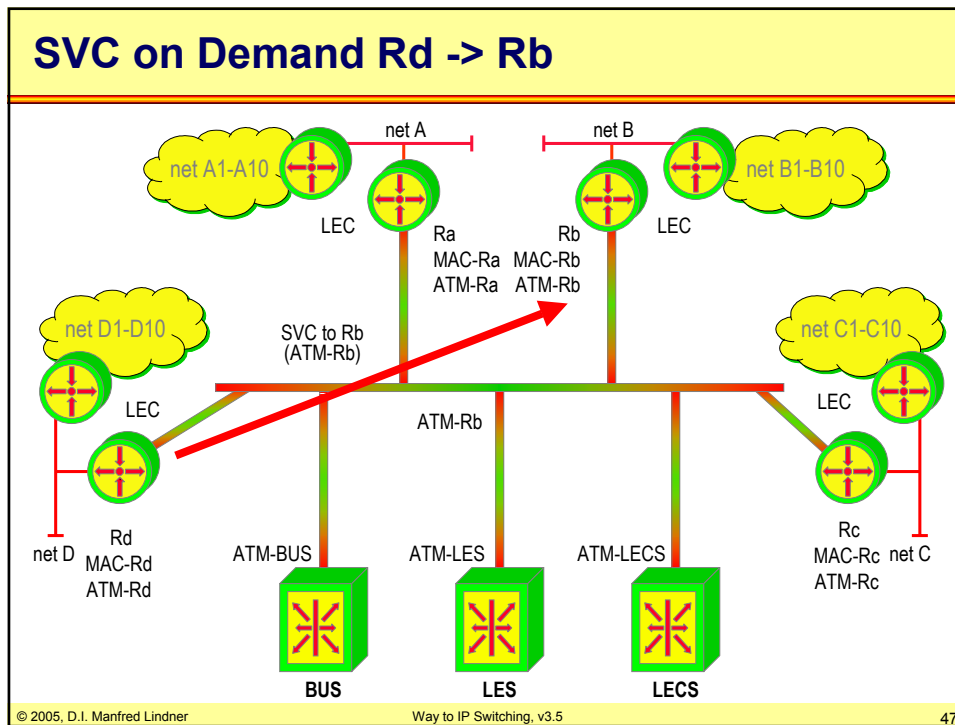 SVC on Demand Rd -> Rb
net A
net B
net A1-A10
net B1-B10
LEC
Ra
MAC-Ra
ATM-Ra
Rb
MAC-Rb
ATM-Rb
LEC
net D1-D10
SVC to Rb
(ATM-Rb)
net C1-C10
LEC
ATM-Rb
LEC
net D
Rd
MAC-Rd
ATM-Rd
ATM-BUS
ATM-LES
ATM-LECS
Rc
MAC-Rc
ATM-Rc
net C
BUS
LES
LECS
© 2005, D.I. Manfred Lindner
Way to IP Switching, v3.5
47